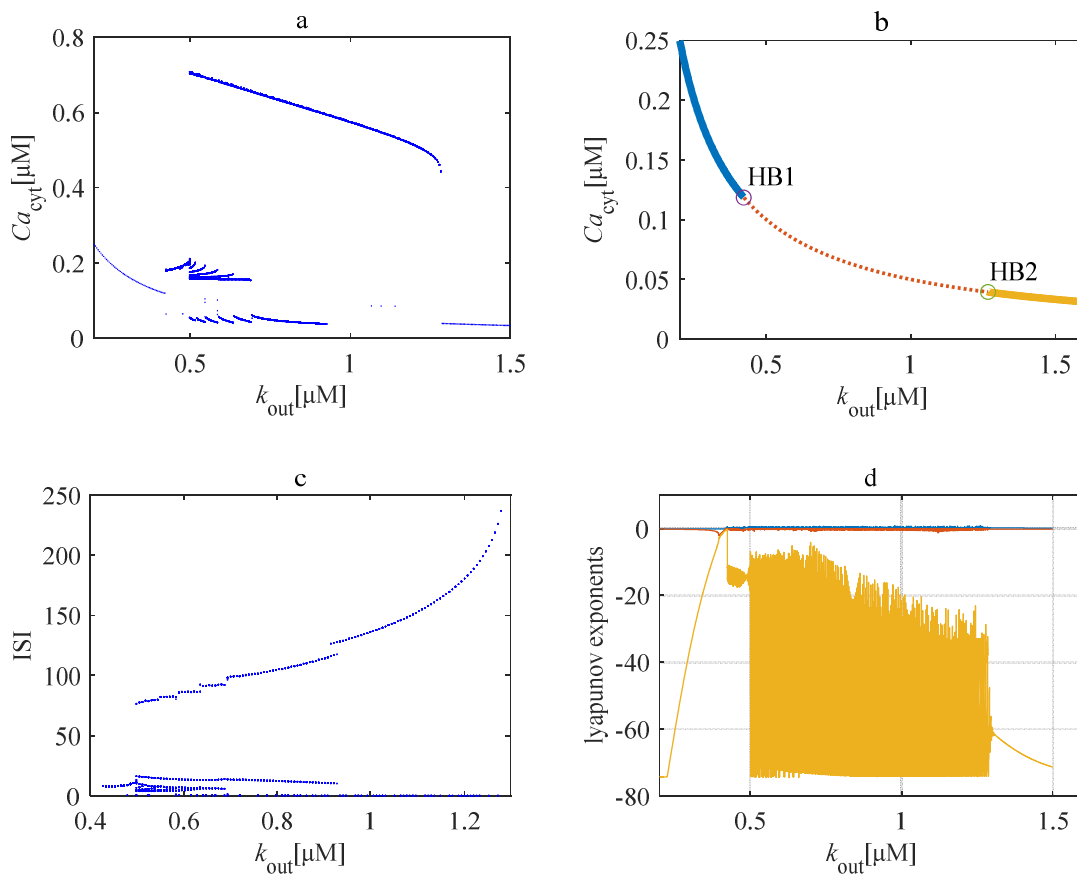 a
0.8
0.6
0.4
0.2
0
Ca_cyt[μM]
0.5
1
1.5
k_out[μM]
b
0.25
0.2
0.15
0.1
0.05
0
Ca_cyt[μM]
HB1
HB2
0.5
1
1.5
k_out[μM]
c
250
200
150
100
50
0
ISI
0.4
0.6
0.8
1
1.2
k_out[μM]
d
0
-20
-40
-60
-80
lyapunov exponents
0.5
1
1.5
k_out[μM]